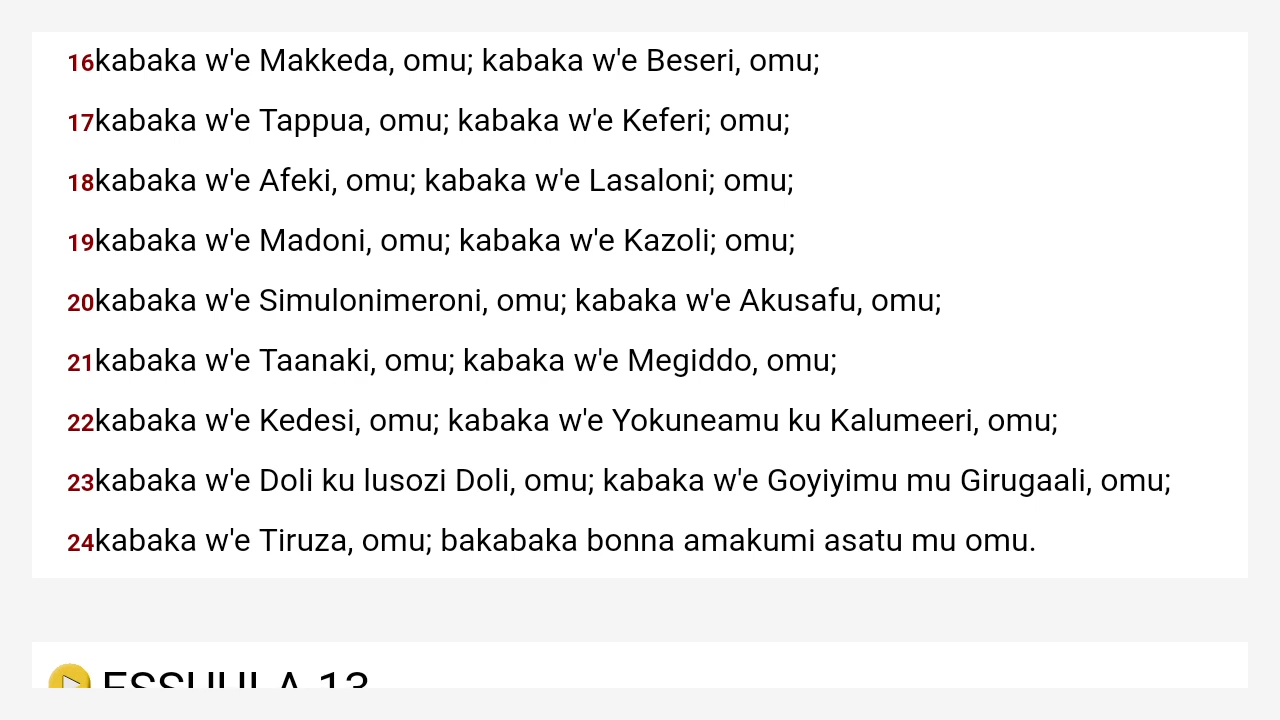 16kabaka w'e Makkeda, omu; kabaka w'e Beseri, omu;
17kabaka w'e Tappua, omu; kabaka w'e Keferi; omu;
18kabaka w'e Afeki, omu; kabaka w'e Lasaloni; omu;
19kabaka w'e Madoni, omu; kabaka w'e Kazoli; omu;
20kabaka w'e Simulonimeroni, omu; kabaka w'e Akusafu, omu;
21kabaka w'e Taanaki, omu; kabaka w'e Megiddo, omu;
22kabaka w'e Kedesi, omu; kabaka w'e Yokuneamu ku Kalumeeri, omu;
23kabaka w'e Doli ku lusozi Doli, omu; kabaka w'e Goyiyimu mu Girugaali, omu;
24kabaka w'e Tiruza, omu; bakabaka bonna amakumi asatu mu omu.
ESSUULA 13